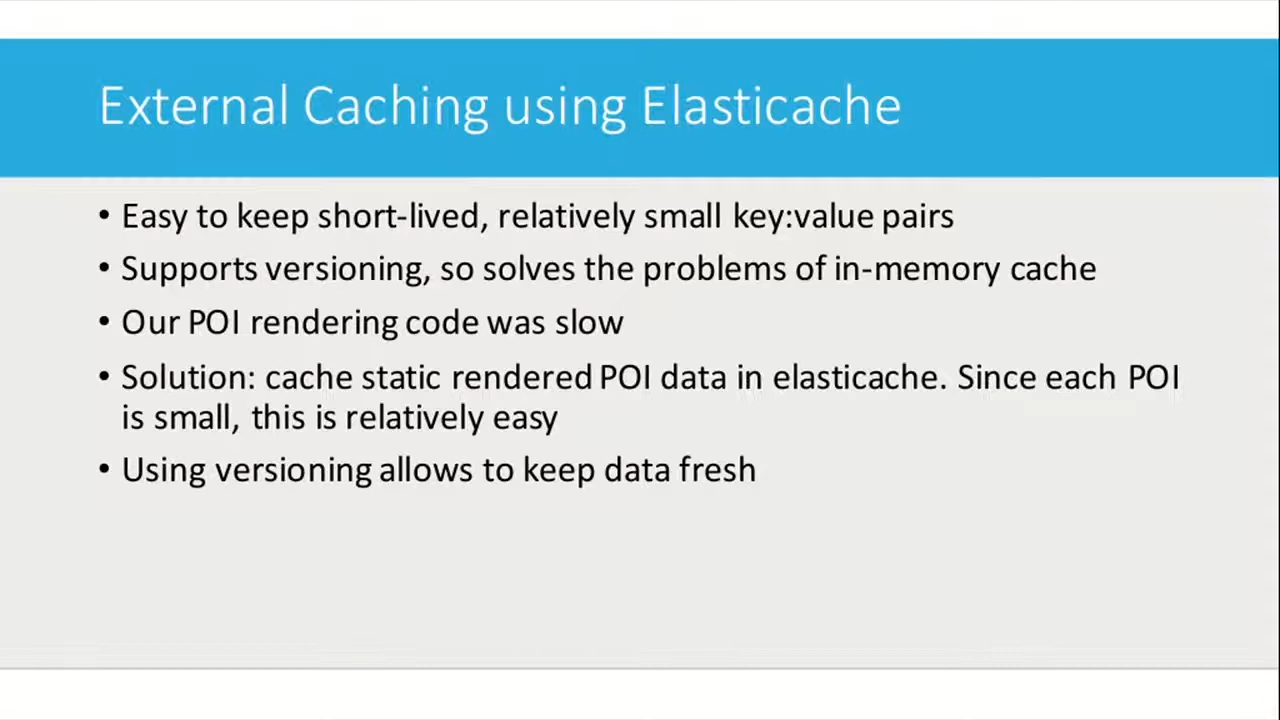 External Caching using Elasticache
• Easy to keep short-lived, relatively small key:value pairs
• Supports versioning, so solves the problems of in-memory cache
• Our POI rendering code was slow
• Solution: cache static rendered POI data in elasticache. Since each POI
is small, this is relatively easy
• Using versioning allows to keep data fresh